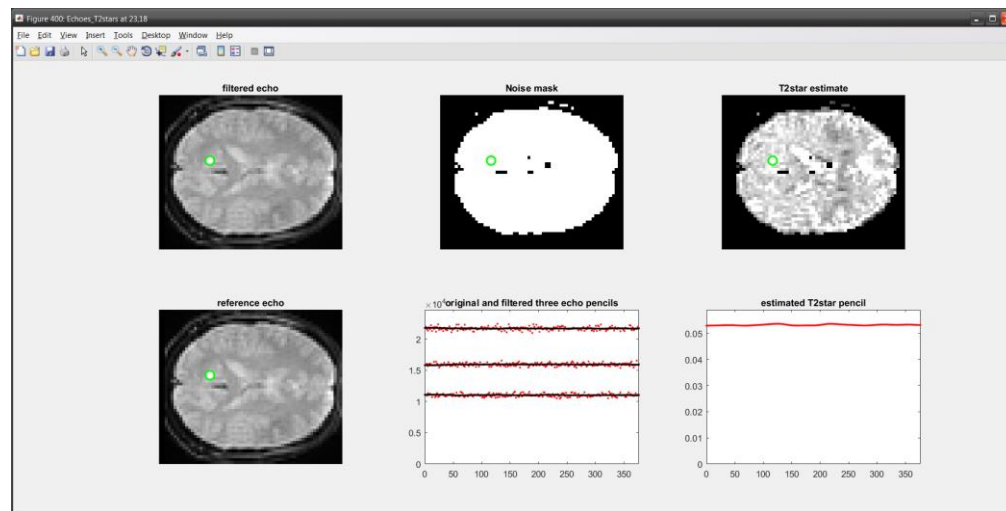 Figure 400: Echoes_T2stars at 23,18
File Edit View Insert Tools Desktop Window Help
filtered echo
Noise mask
T2star estimate
reference echo
×10⁴
original and filtered three echo pencils
2
1.5
1
0.5
0
0 50 100 150 200 250 300 350
estimated T2star pencil
0.05
0.04
0.03
0.02
0.01
0
0 50 100 150 200 250 300 350